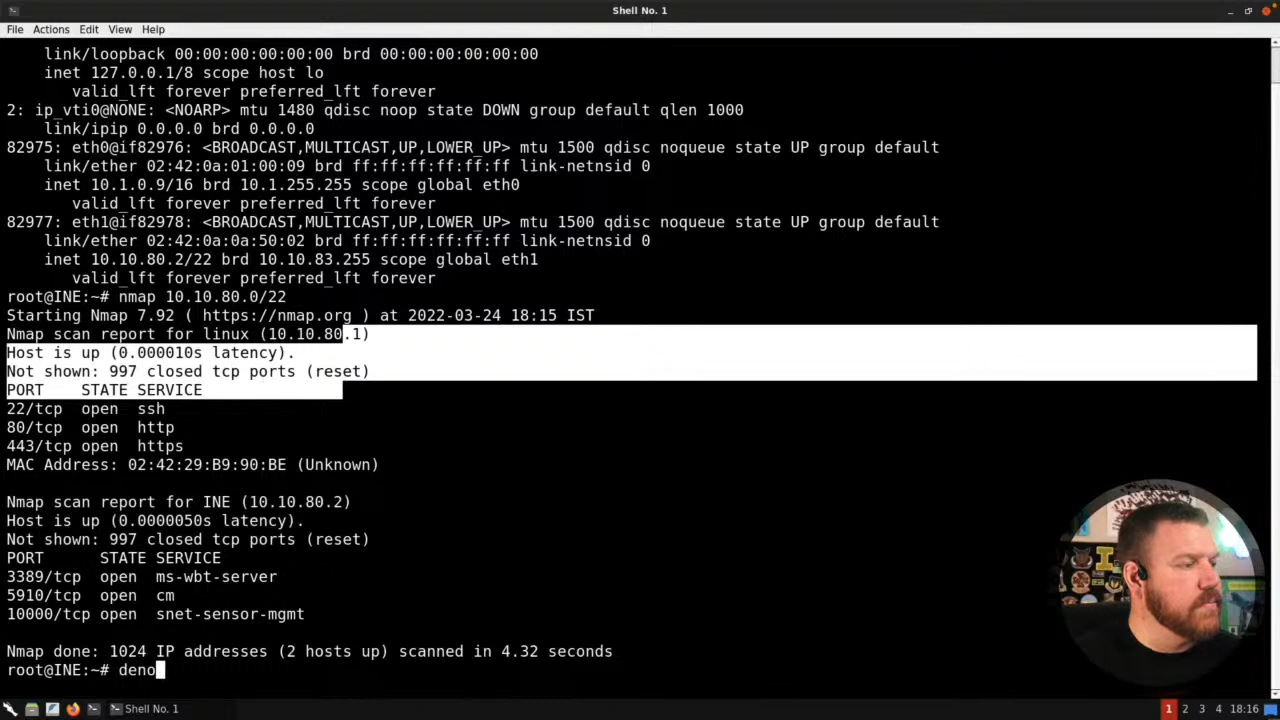 Shell No. 1
File Actions Edit View Help
link/loopback 00:00:00:00:00:00 brd 00:00:00:00:00:00
inet 127.0.0.1/8 scope host lo
valid_lft forever preferred_lft forever
2: ip_vti0@NONE: <NOARP> mtu 1480 qdisc noop state DOWN group default qlen 1000
link/ipip 0.0.0.0 brd 0.0.0.0
82975: eth0@if82976: <BROADCAST,MULTICAST,UP,LOWER_UP> mtu 1500 qdisc noqueue state UP group default
link/ether 02:42:0a:01:00:09 brd ff:ff:ff:ff:ff:ff link-netnsid 0
inet 10.1.0.9/16 brd 10.1.255.255 scope global eth0
valid_lft forever preferred_lft forever
82977: eth1@if82978: <BROADCAST,MULTICAST,UP,LOWER_UP> mtu 1500 qdisc noqueue state UP group default
link/ether 02:42:0a:0a:50:02 brd ff:ff:ff:ff:ff:ff link-netnsid 0
inet 10.10.80.2/22 brd 10.10.83.255 scope global eth1
valid_lft forever preferred_lft forever
root@INE:~# nmap 10.10.80.0/22
Starting Nmap 7.92 ( https://nmap.org ) at 2022-03-24 18:15 IST
Nmap scan report for linux (10.10.80.1)
Host is up (0.000010s latency).
Not shown: 997 closed tcp ports (reset)
PORT STATE SERVICE
22/tcp open ssh
80/tcp open http
443/tcp open https
MAC Address: 02:42:29:B9:90:BE (Unknown)
Nmap scan report for INE (10.10.80.2)
Host is up (0.0000050s latency).
Not shown: 997 closed tcp ports (reset)
PORT STATE SERVICE
3389/tcp open ms-wbt-server
5910/tcp open cm
10000/tcp open snet-sensor-mgmt
Nmap done: 1024 IP addresses (2 hosts up) scanned in 4.32 seconds
root@INE:~# deno
Shell No. 1
1 2 3 4 18:16